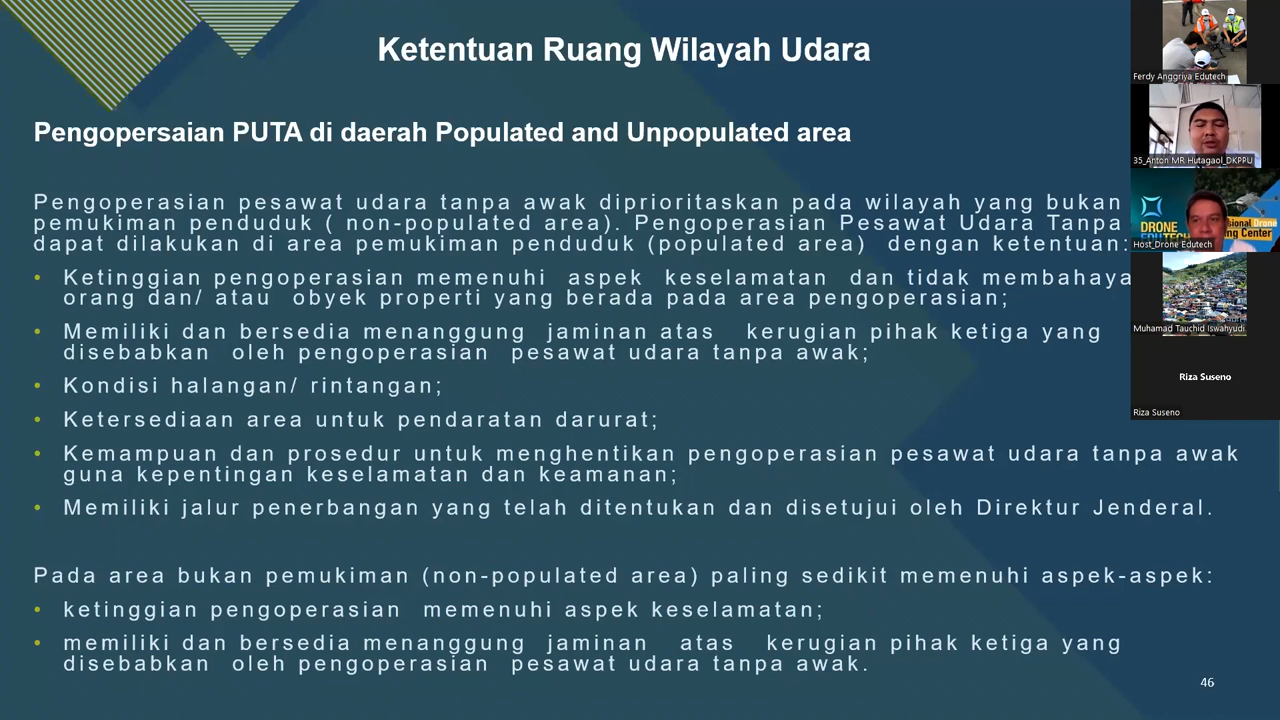 Ketentuan Ruang Wilayah Udara
Pengopersaian PUTA di daerah Populated and Unpopulated area
Pengoperasian pesawat udara tanpa awak diprioritaskan pada wilayah yang bukan
pemukiman penduduk ( non-populated area). Pengoperasian Pesawat Udara Tanpa
dapat dilakukan di area pemukiman penduduk (populated area) dengan ketentuan:
• Ketinggian pengoperasian memenuhi aspek keselamatan dan tidak membahaya
orang dan/ atau obyek properti yang berada pada area pengoperasian;
• Memiliki dan bersedia menanggung jaminan atas kerugian pihak ketiga yang
disebabkan oleh pengoperasian pesawat udara tanpa awak;
• Kondisi halangan/ rintangan;
• Ketersediaan area untuk pendaratan darurat;
• Kemampuan dan prosedur untuk menghentikan pengoperasian pesawat udara tanpa awak
guna kepentingan keselamatan dan keamanan;
• Memiliki jalur penerbangan yang telah ditentukan dan disetujui oleh Direktur Jenderal.
Pada area bukan pemukiman (non-populated area) paling sedikit memenuhi aspek-aspek:
• ketinggian pengoperasian memenuhi aspek keselamatan;
• memiliki dan bersedia menanggung jaminan atas kerugian pihak ketiga yang
disebabkan oleh pengoperasian pesawat udara tanpa awak.
46
Ferdy Anggriya Edutech
35_Anton MR Hutagaol_DKPPU
DRONE
EDUTECH
sional Drone
ng Center
Host_Drone Edutech
Muhamad Tauchid Iswahyudi
Riza Suseno
Riza Suseno